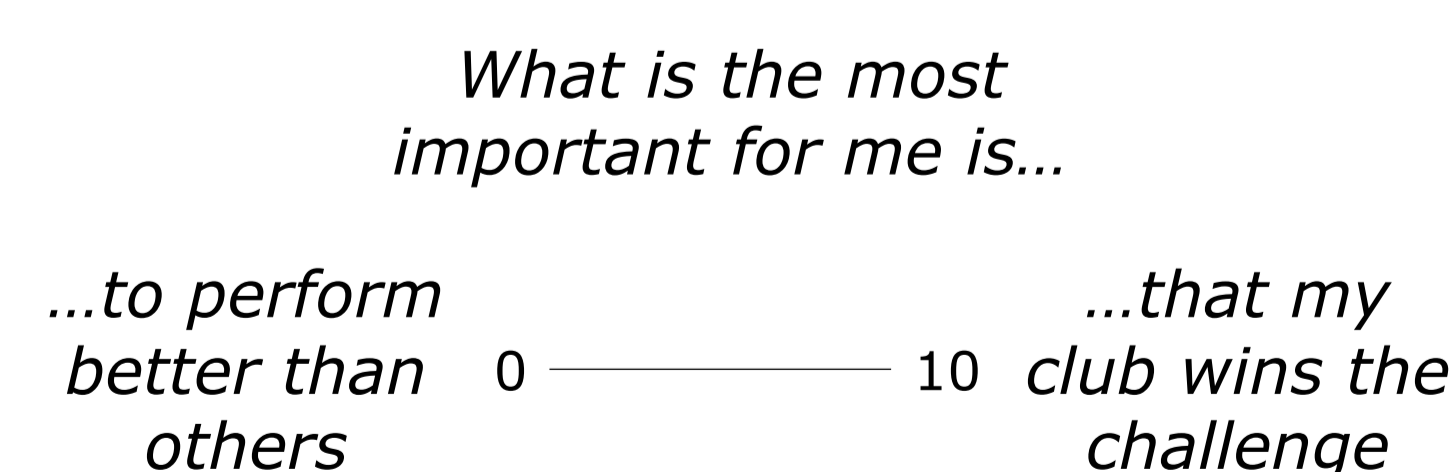 What is the most
important for me is...
...to perform
better than
others
0
10
...that my
club wins the
challenge